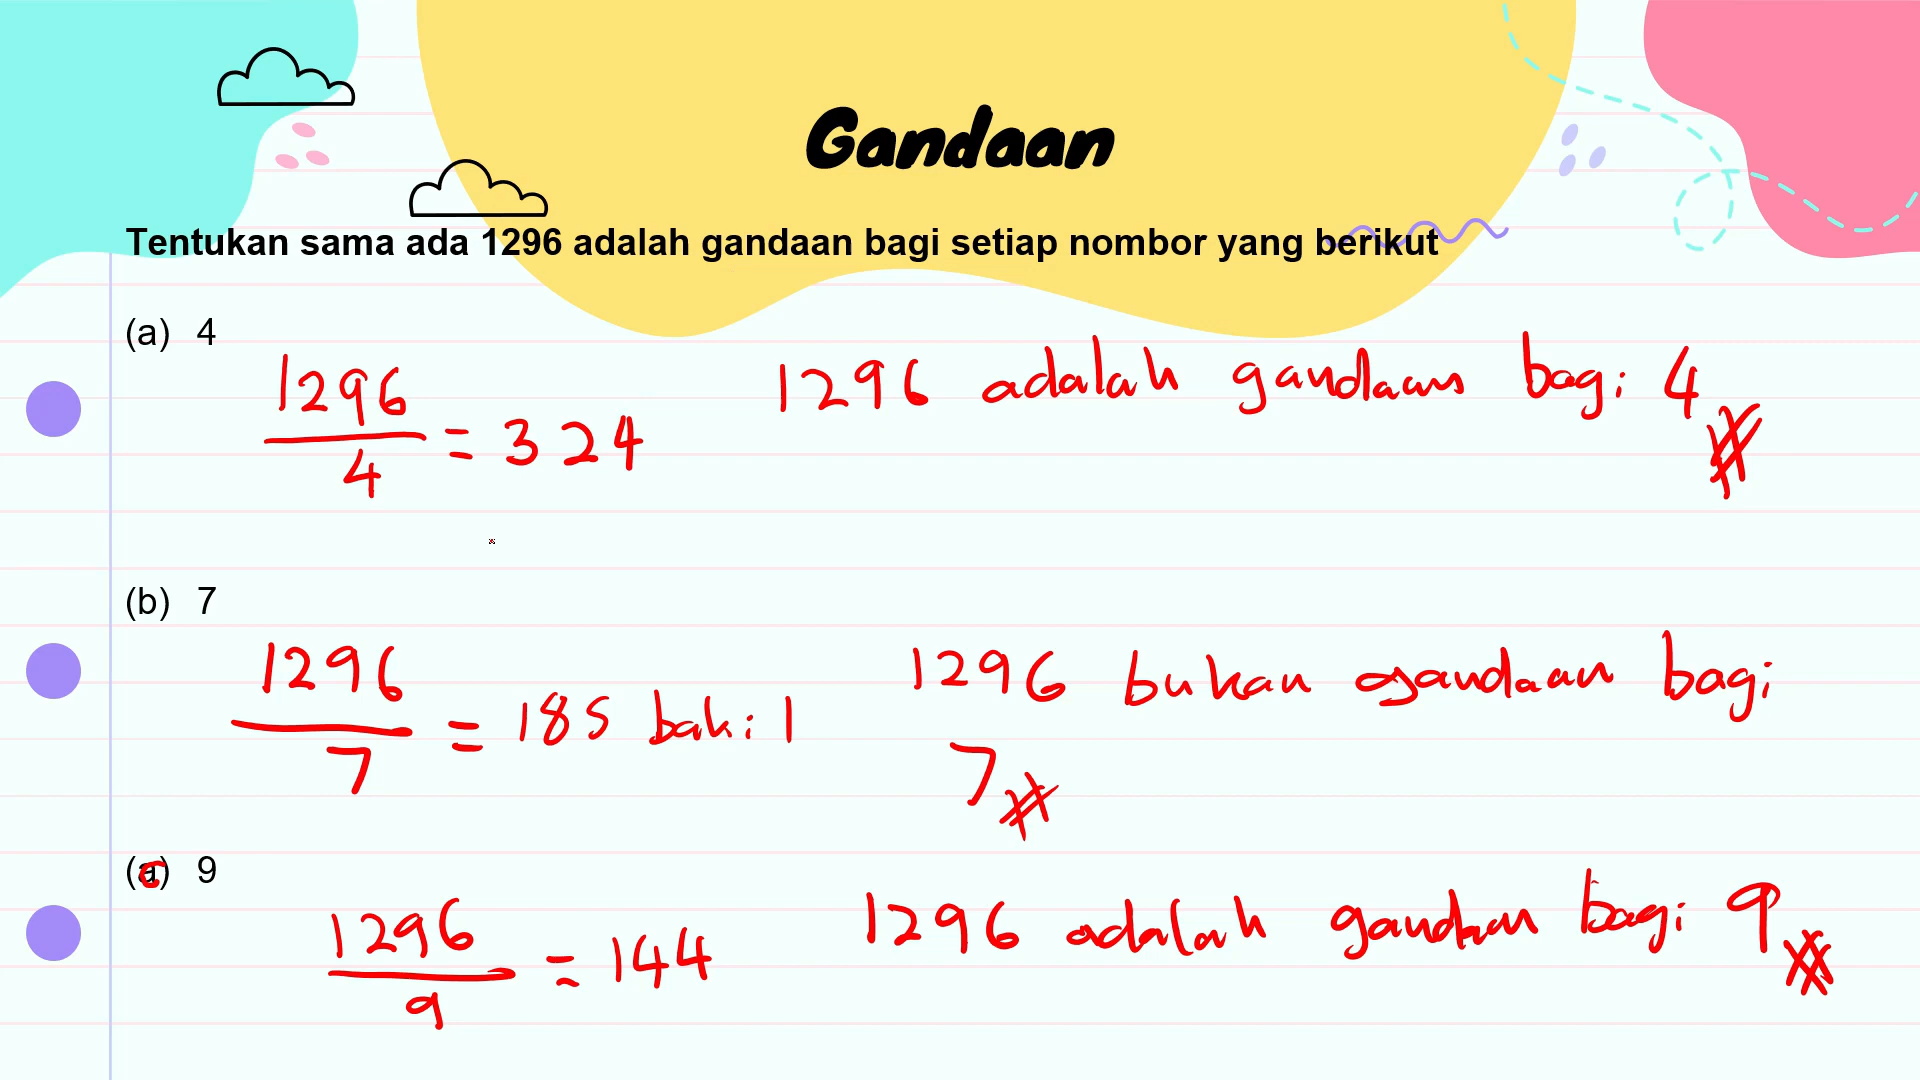 Gandaan
Tentukan sama ada 1296 adalah gandaan bagi setiap nombor yang berikut
(a) 4
1296 / 4 = 324
1296 adalah gandaan bagi 4 #
(b) 7
1296 / 7 = 185 baki 1
1296 bukan gandaan bagi
7 #
(c) 9
1296 / 9 = 144
1296 adalah gandaan bagi 9 #